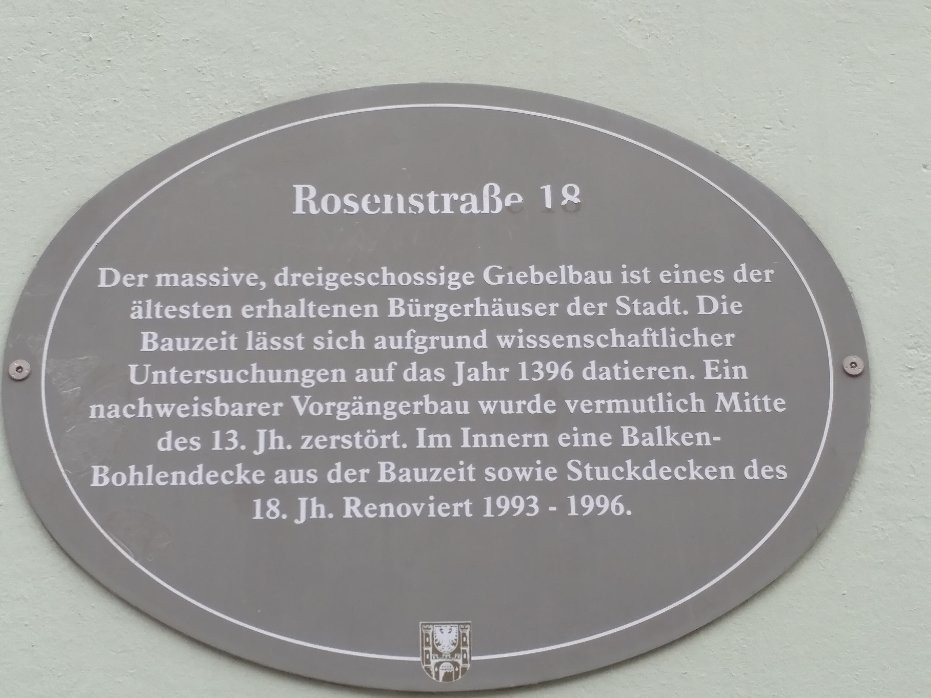 Rosenstraße 18
Der massive, dreigeschossige Giebelbau ist eines der
ältesten erhaltenen Bürgerhäuser der Stadt. Die
Bauzeit lässt sich aufgrund wissenschaftlicher
Untersuchungen auf das Jahr 1396 datieren. Ein
nachweisbarer Vorgängerbau wurde vermutlich Mitte
des 13. Jh. zerstört. Im Innern eine Balken-
Bohlendecke aus der Bauzeit sowie Stuckdecken des
18. Jh. Renoviert 1993 - 1996.